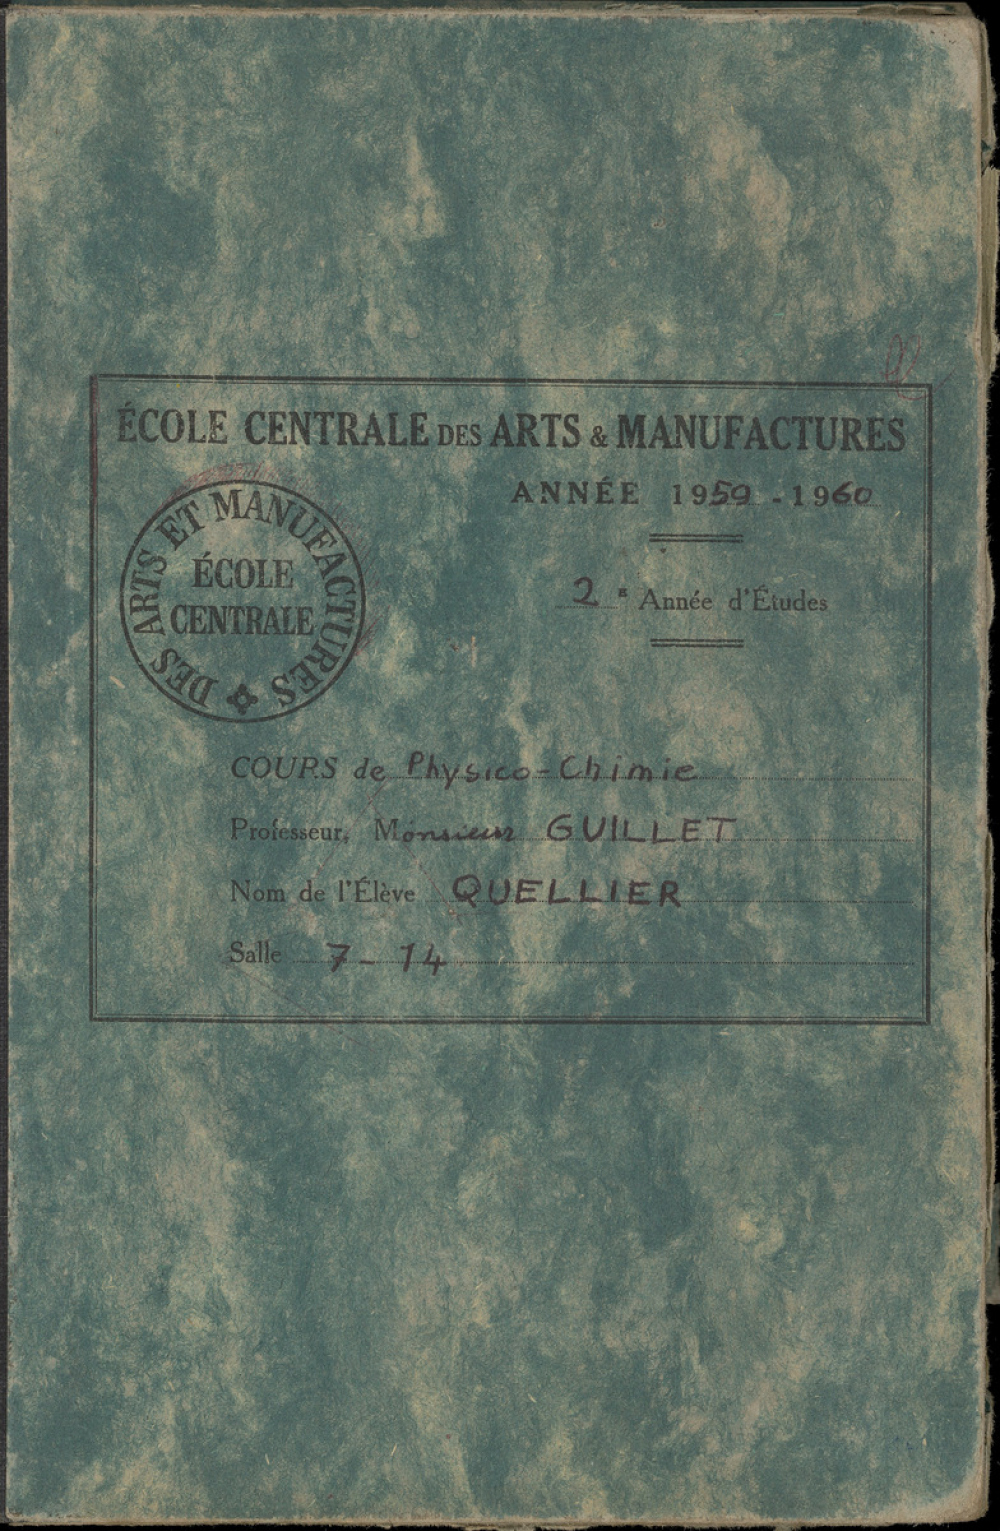 ÉCOLE CENTRALE DES ARTS & MANUFACTURES
ANNÉE 1959-1960
DES ARTS ET MANUFACTURES
ÉCOLE
CENTRALE
2e Année d'Études
COURS de Physico-Chimie
Professeur, Monsieur GUILLET
Nom de l'Élève QUELLIER
Salle 7-14